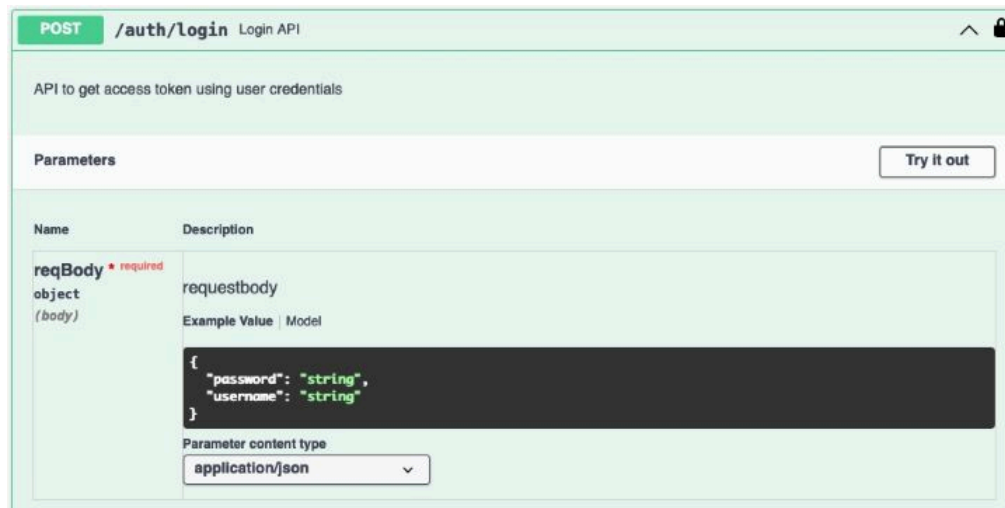 POST /auth/login Login API
API to get access token using user credentials
Parameters Try it out
Name Description
reqBody * required
object
(body)
requestbody
Example Value | Model
{
"password": "string",
"username": "string"
}
Parameter content type
application/json